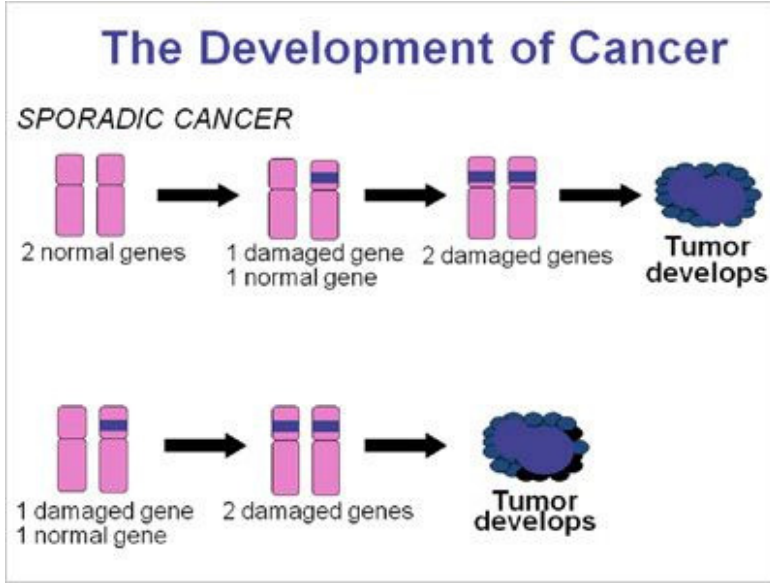 The Development of Cancer
SPORADIC CANCER
2 normal genes
1 damaged gene
1 normal gene
2 damaged genes
Tumor
develops
1 damaged gene
1 normal gene
2 damaged genes
Tumor
develops